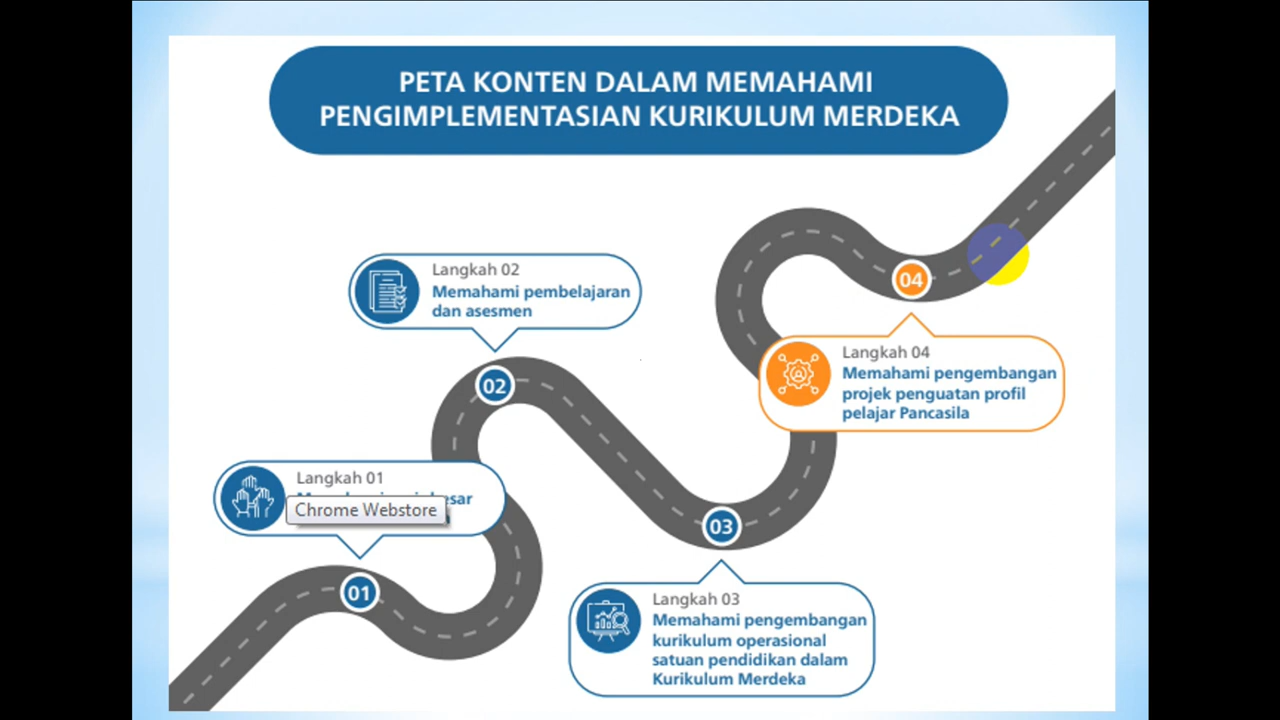 PETA KONTEN DALAM MEMAHAMI
PENGIMPLEMENTASIAN KURIKULUM MERDEKA
Langkah 01
Chrome Webstore
01
Langkah 02
Memahami pembelajaran
dan asesmen
02
03
Langkah 03
Memahami pengembangan
kurikulum operasional
satuan pendidikan dalam
Kurikulum Merdeka
04
Langkah 04
Memahami pengembangan
projek penguatan profil
pelajar Pancasila